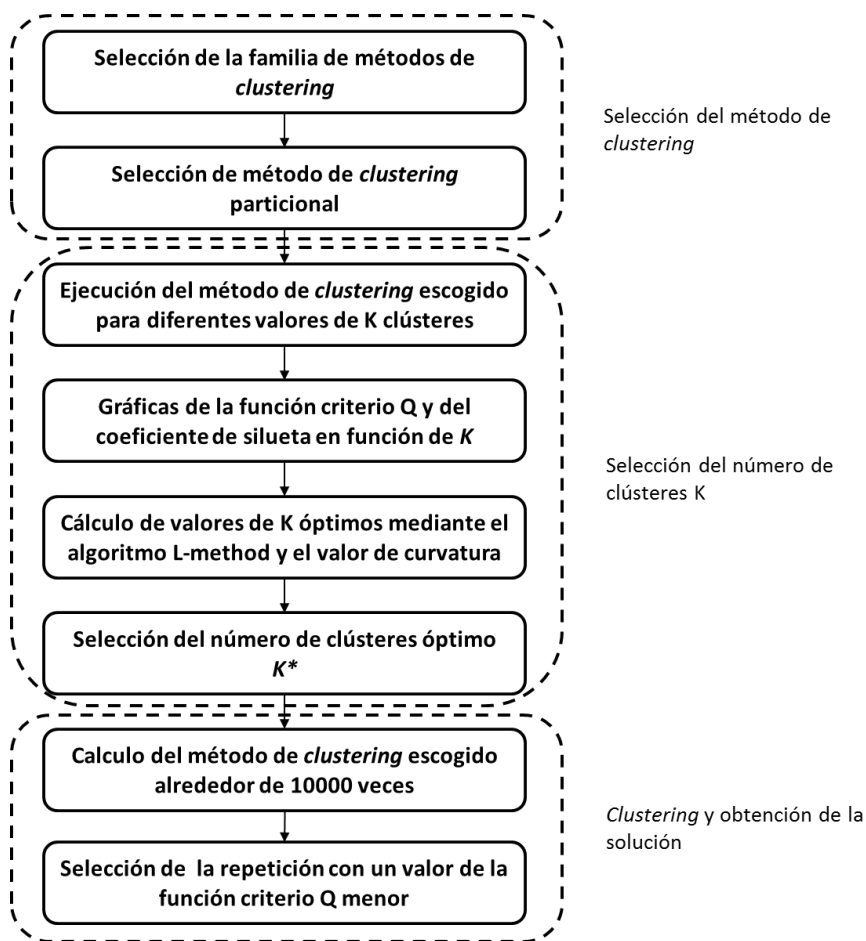 Selección de la familia de métodos de
clustering
Selección del método de
clustering
Selección de método de clustering
particional
Ejecución del método de clustering escogido
para diferentes valores de K clústeres
Gráficas de la función criterio Q y del
coeficiente de silueta en función de K
Selección del número de
clústeres K
Cálculo de valores de K óptimos mediante el
algoritmo L-method y el valor de curvatura
Selección del número de clústeres óptimo
K*
Calculo del método de clustering escogido
alrededor de 10000 veces
Clustering y obtención de la
solución
Selección de la repetición con un valor de la
función criterio Q menor